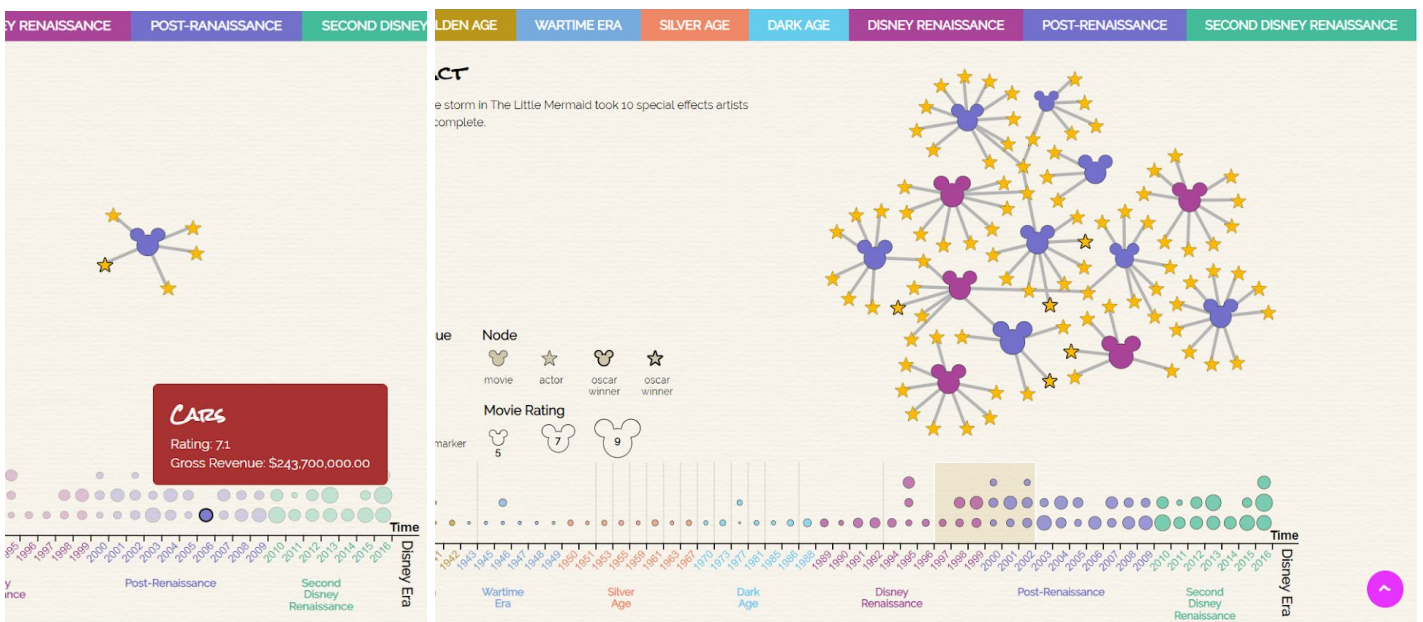 EY RENAISSANCE POST-RANAISSANCE SECOND DISNEY
Cars
Rating: 7.1
Gross Revenue: $243,700,000.00
Time
995 1996 1997 1998 1999 2000 2001 2002 2003 2004 2005 2006 2007 2008 2009 2010 2011 2012 2013 2014 2015 2016
Disney Era
y
nce
Post-Renaissance
Second
Disney
Renaissance
LDEN AGE WARTIME ERA SILVER AGE DARK AGE DISNEY RENAISSANCE POST-RENAISSANCE SECOND DISNEY RENAISSANCE
ACT
e storm in The Little Mermaid took 10 special effects artists
complete.
ue Node
movie actor oscar winner oscar winner
Movie Rating
marker 5 7 9
Time
1942 1943 1945 1946 1947 1948 1949 1950 1951 1953 1955 1959 1961 1963 1967 1970 1973 1977 1981 1985 1986 1988 1989 1990 1991 1992 1994 1995 1996 1997 1998 1999 2000 2001 2002 2003 2004 2005 2006 2007 2008 2009 2010 2011 2012 2013 2014 2015 2016
Disney Era
Wartime
Era
Silver
Age
Dark
Age
Disney
Renaissance
Post-Renaissance
Second
Disney
Renaissance